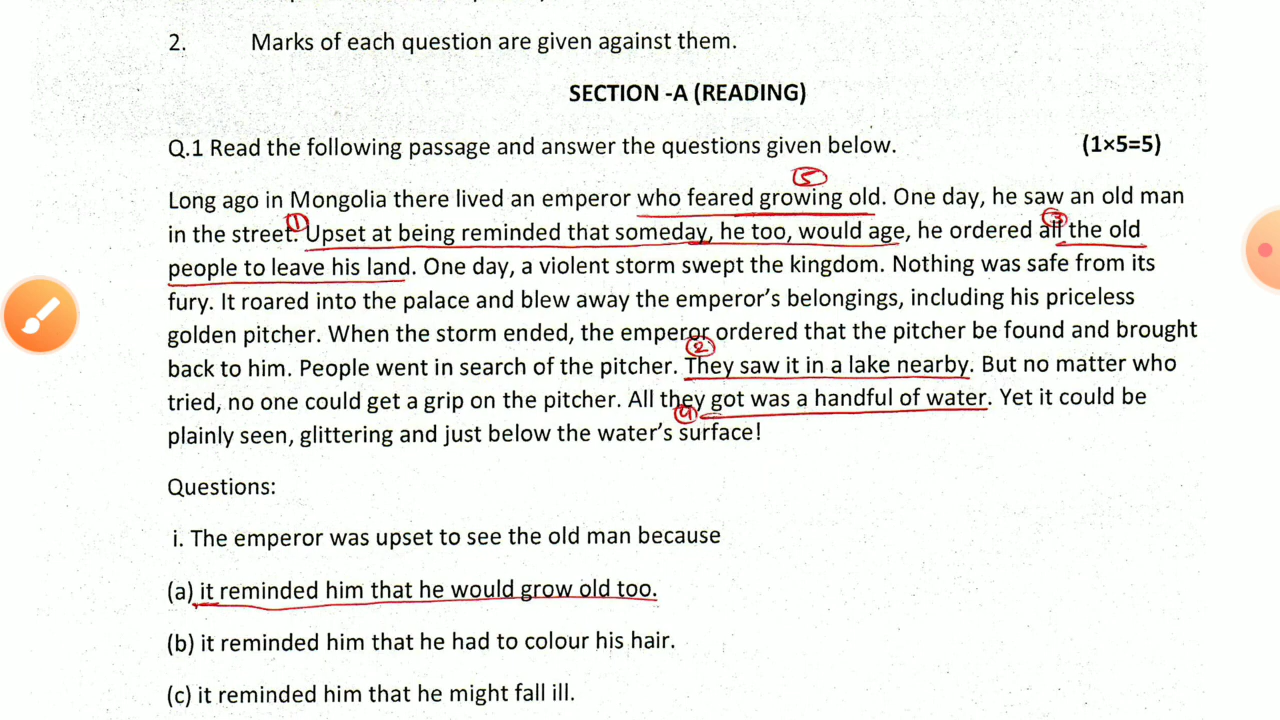 2. Marks of each question are given against them.
SECTION -A (READING)
Q.1 Read the following passage and answer the questions given below. (1×5=5)
5
Long ago in Mongolia there lived an emperor who feared growing old. One day, he saw an old man
1 3
in the street. Upset at being reminded that someday, he too, would age, he ordered all the old
people to leave his land. One day, a violent storm swept the kingdom. Nothing was safe from its
fury. It roared into the palace and blew away the emperor's belongings, including his priceless
golden pitcher. When the storm ended, the emperor ordered that the pitcher be found and brought
2
back to him. People went in search of the pitcher. They saw it in a lake nearby. But no matter who
tried, no one could get a grip on the pitcher. All they got was a handful of water. Yet it could be
4
plainly seen, glittering and just below the water's surface!
Questions:
i. The emperor was upset to see the old man because
(a) it reminded him that he would grow old too.
(b) it reminded him that he had to colour his hair.
(c) it reminded him that he might fall ill.